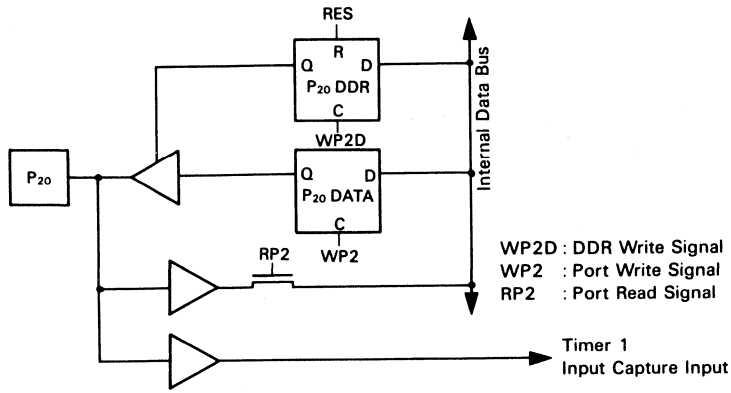 RES
R
Q D
P20 DDR
C
WP2D
Internal Data Bus
P20
Q D
P20 DATA
C
WP2
RP2
WP2D : DDR Write Signal
WP2 : Port Write Signal
RP2 : Port Read Signal
Timer 1
Input Capture Input